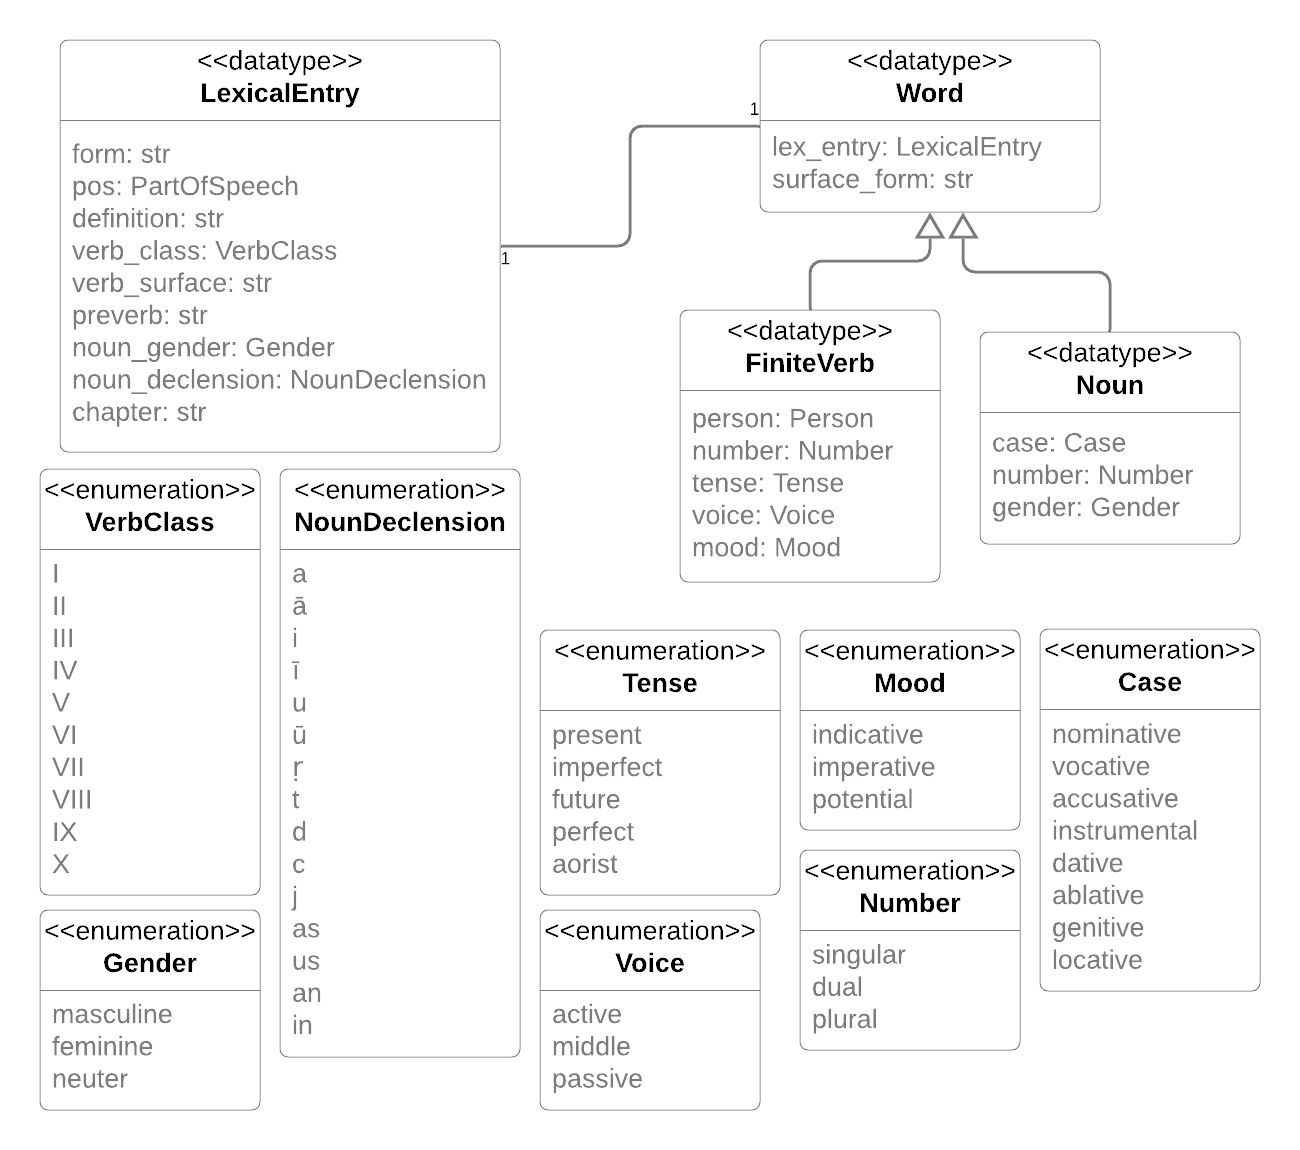 <<datatype>>
LexicalEntry
form: str
pos: PartOfSpeech
definition: str
verb_class: VerbClass
verb_surface: str
preverb: str
noun_gender: Gender
noun_declension: NounDeclension
chapter: str
1
1
<<datatype>>
Word
lex_entry: LexicalEntry
surface_form: str
<<datatype>>
FiniteVerb
person: Person
number: Number
tense: Tense
voice: Voice
mood: Mood
<<datatype>>
Noun
case: Case
number: Number
gender: Gender
<<enumeration>>
VerbClass
I
II
III
IV
V
VI
VII
VIII
IX
X
<<enumeration>>
NounDeclension
a
ā
i
ī
u
ū
ṛ
t
d
c
j
as
us
an
in
<<enumeration>>
Tense
present
imperfect
future
perfect
aorist
<<enumeration>>
Mood
indicative
imperative
potential
<<enumeration>>
Case
nominative
vocative
accusative
instrumental
dative
ablative
genitive
locative
<<enumeration>>
Gender
masculine
feminine
neuter
<<enumeration>>
Voice
active
middle
passive
<<enumeration>>
Number
singular
dual
plural